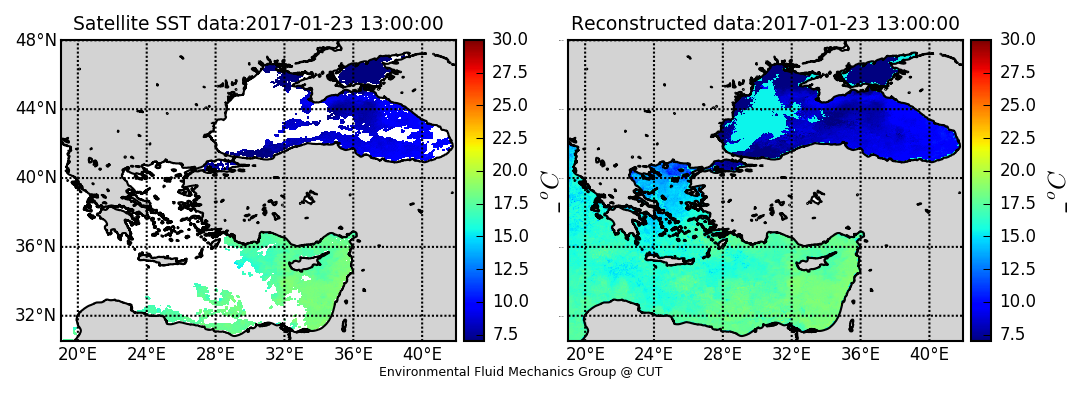 Satellite SST data:2017-01-23 13:00:00
48°N
44°N
40°N
36°N
32°N
20°E 24°E 28°E 32°E 36°E 40°E
30.0
27.5
25.0
22.5
20.0
17.5
15.0
12.5
10.0
7.5
_°C
Reconstructed data:2017-01-23 13:00:00
20°E 24°E 28°E 32°E 36°E 40°E
30.0
27.5
25.0
22.5
20.0
17.5
15.0
12.5
10.0
7.5
_°C
Environmental Fluid Mechanics Group @ CUT